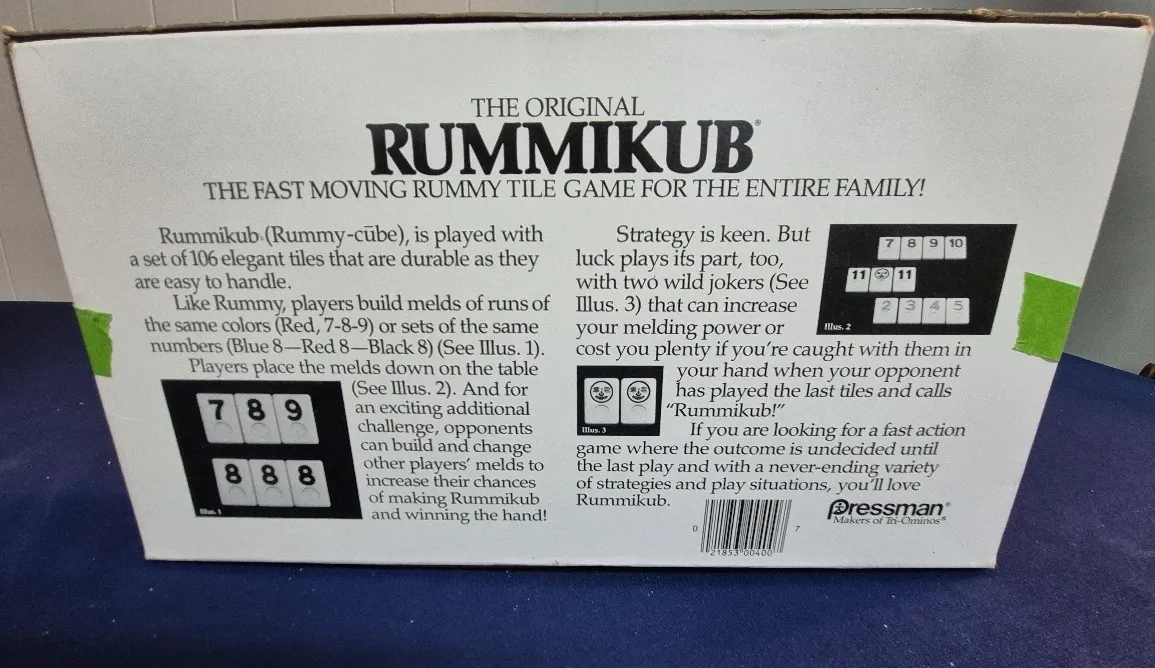 THE ORIGINAL
RUMMIKUB®
THE FAST MOVING RUMMY TILE GAME FOR THE ENTIRE FAMILY!
Rummikub® (Rummy-cūbe), is played with
a set of 106 elegant tiles that are durable as they
are easy to handle.
Like Rummy, players build melds of runs of
the same colors (Red, 7-8-9) or sets of the same
numbers (Blue 8—Red 8—Black 8) (See Illus. 1).
Players place the melds down on the table
(See Illus. 2). And for
an exciting additional
challenge, opponents
can build and change
other players' melds to
increase their chances
of making Rummikub
and winning the hand!
7 8 9
8 8 8
Illus. 1
Strategy is keen. But
luck plays its part, too,
with two wild jokers (See
Illus. 3) that can increase
your melding power or
cost you plenty if you're caught with them in
your hand when your opponent
has played the last tiles and calls
“Rummikub!”
If you are looking for a fast action
game where the outcome is undecided until
the last play and with a never-ending variety
of strategies and play situations, you'll love
Rummikub.
7 8 9 10
11 11
2 3 4 5
Illus. 2
Illus. 3
Pressman®
Makers of Tri-Ominos®
0 21853 00400 7